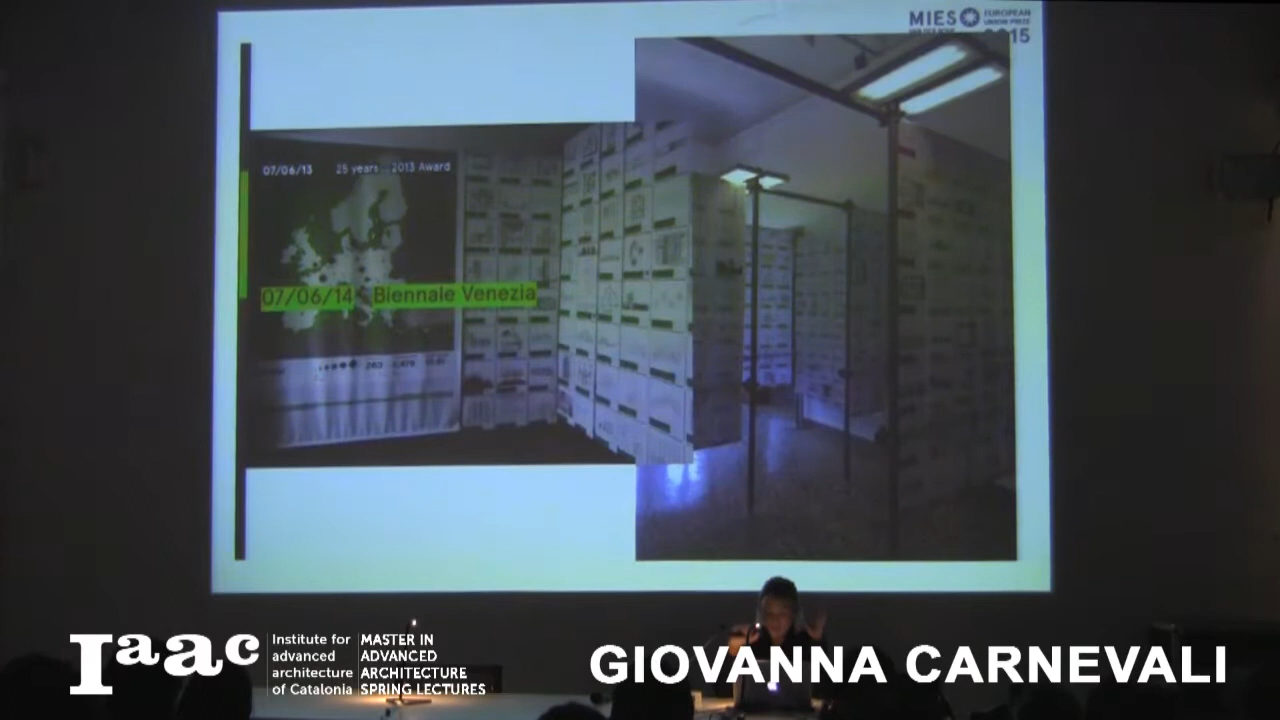 MIES
EUROPEAN
UNION PRIZE
2015
07/06/13 25 years 2013 Award
07/06/14 Biennale Venezia
Iaac
Institute for
advanced
architecture
of Catalonia
MASTER IN
ADVANCED
ARCHITECTURE
SPRING LECTURES
GIOVANNA CARNEVALI